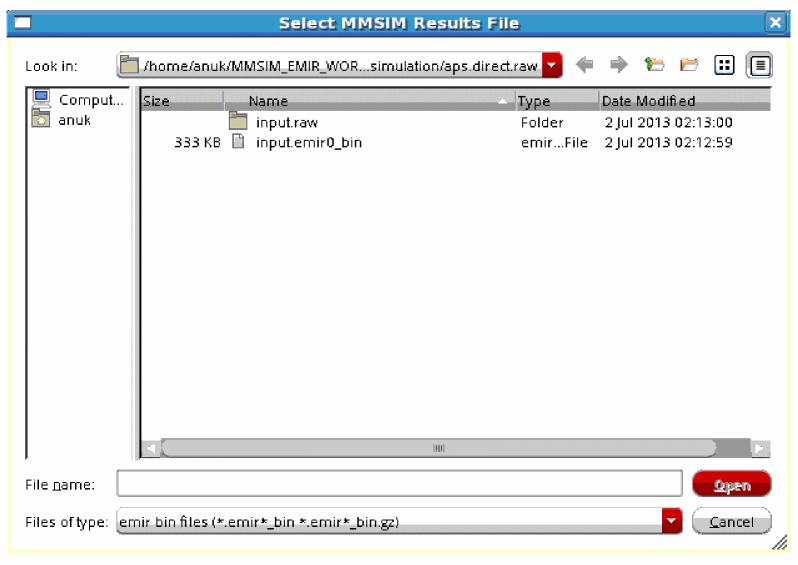 Select MMSIM Results File
Look in: /home/anuk/MMSIM_EMIR_WOR...simulation/aps.direct.raw
Comput...
anuk
Size Name Type Date Modified
input.raw Folder 2 Jul 2013 02:13:00
333 KB input.emir0_bin emir...File 2 Jul 2013 02:12:59
File name: Open
Files of type: emir bin files (*.emir*_bin *.emir*_bin.gz) Cancel